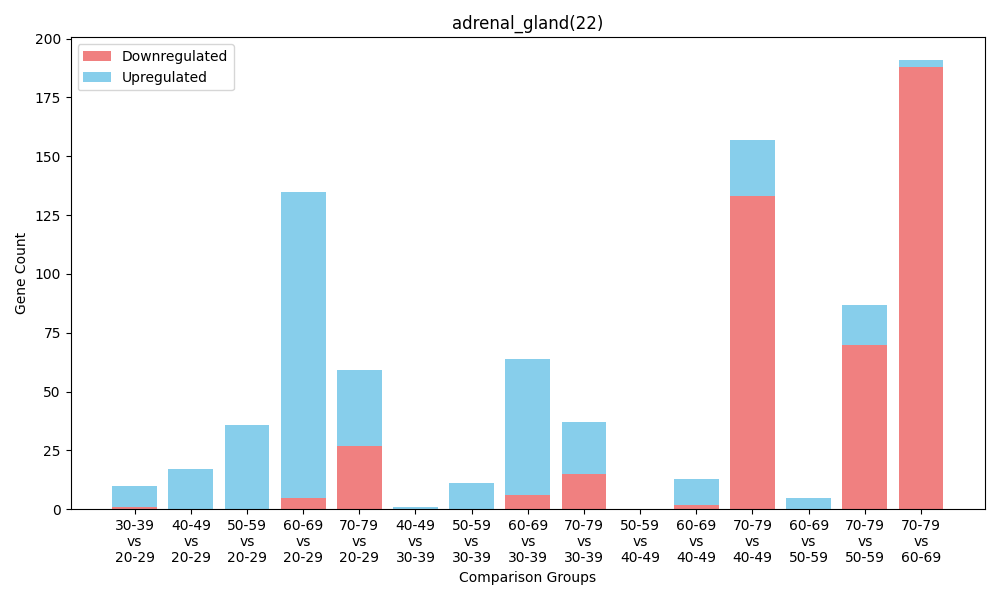 adrenal_gland(22)
Downregulated
Upregulated
Gene Count
200
175
150
125
100
75
50
25
0
30-39 40-49 50-59 60-69 70-79 40-49 50-59 60-69 70-79 50-59 60-69 70-79 60-69 70-79 70-79
vs vs vs vs vs vs vs vs vs vs vs vs vs vs vs
20-29 20-29 20-29 20-29 20-29 30-39 30-39 30-39 30-39 40-49 40-49 40-49 50-59 50-59 60-69
Comparison Groups